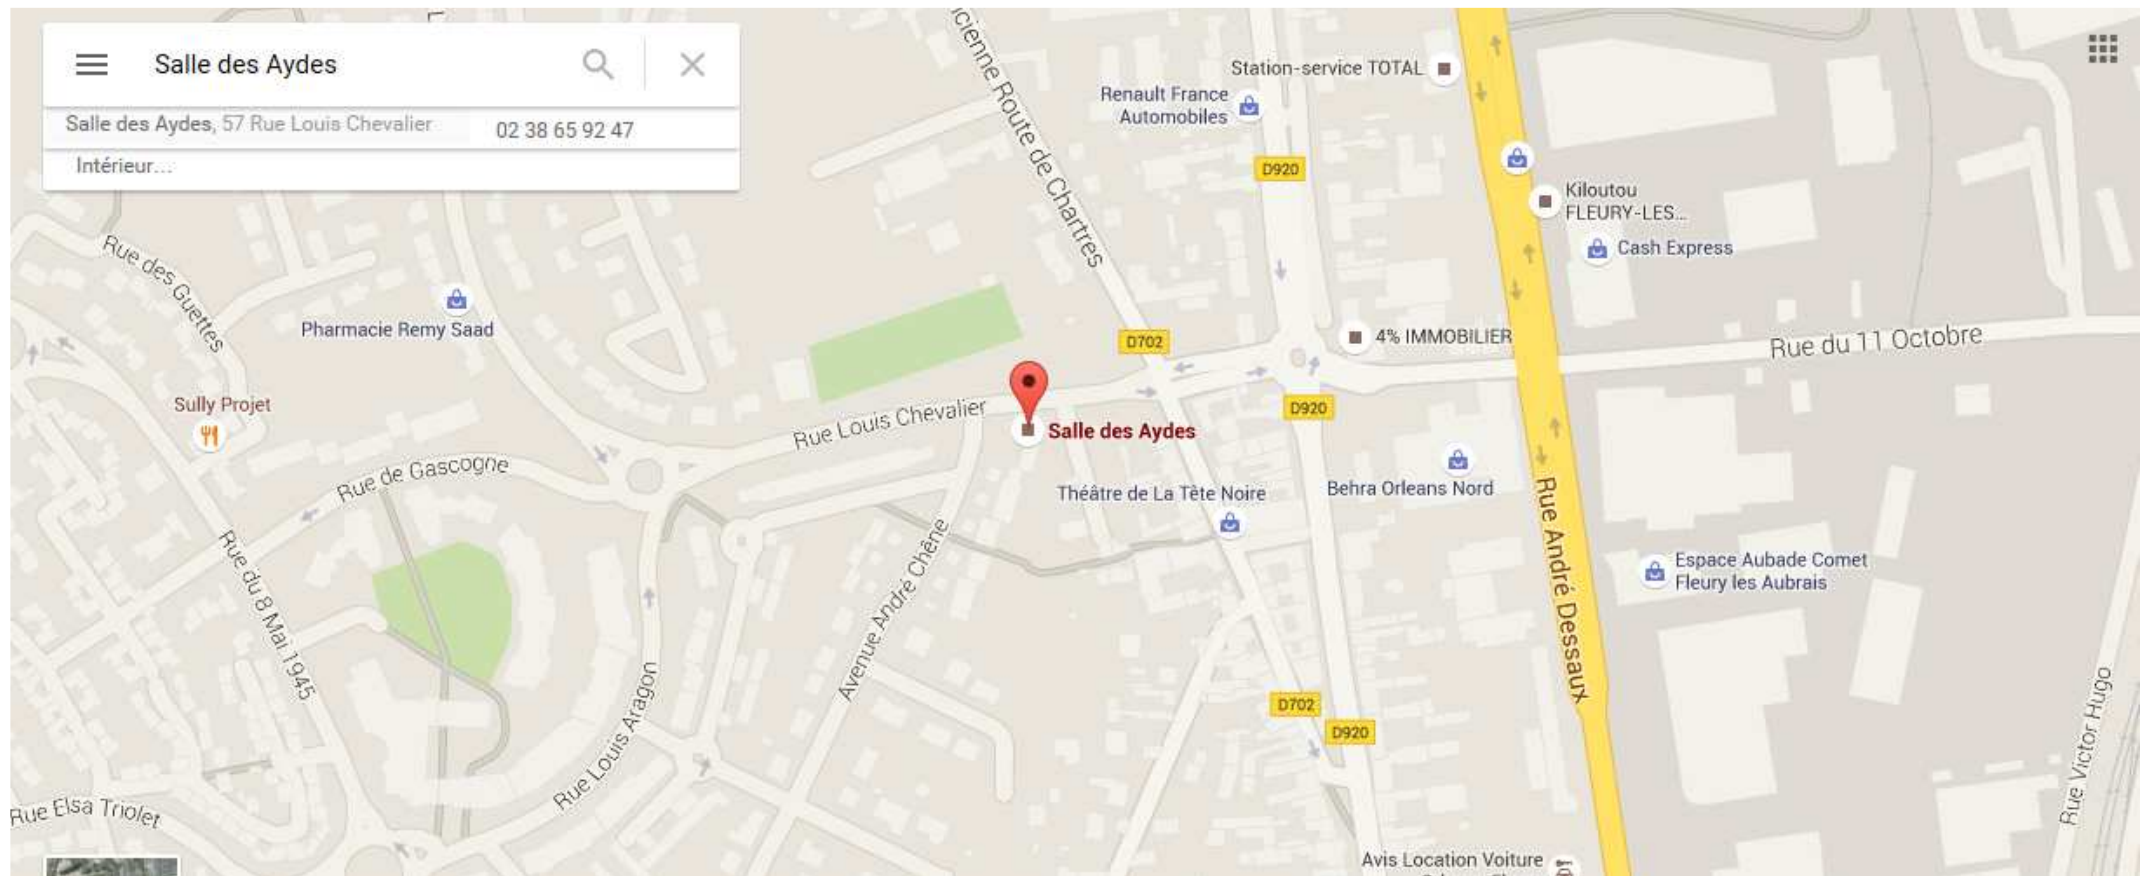 Salle des Aydes
Salle des Aydes, 57 Rue Louis Chevalier
02 38 65 92 47
Intérieur...
cienne Route de Chartres
Station-service TOTAL
Renault France
Automobiles
D920
Kiloutou
FLEURY-LES...
Cash Express
Rue des Guettes
Pharmacie Remy Saad
D702
4% IMMOBILIER
Rue du 11 Octobre
Sully Projet
Rue Louis Chevalier
D920
Salle des Aydes
Rue de Gascogne
Théâtre de La Tête Noire
Behra Orleans Nord
Rue André Dessaux
Espace Aubade Comet
Fleury les Aubrais
Rue du 8 Mai 1945
Avenue André Chêne
Rue Louis Aragon
D702
D920
Rue Victor Hugo
Rue Elsa Triolet
Avis Location Voiture